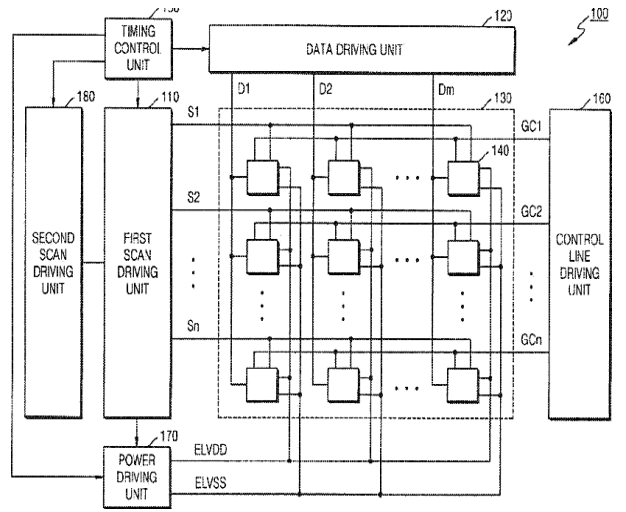 100
TIMING
CONTROL
UNIT
120
DATA DRIVING UNIT
D1
D2
Dm
180
110
130
160
S1
GC1
140
S2
GC2
SECOND
SCAN
DRIVING
UNIT
FIRST
SCAN
DRIVING
UNIT
CONTROL
LINE
DRIVING
UNIT
Sn
GCn
170
POWER
DRIVING
UNIT
ELVDD
ELVSS